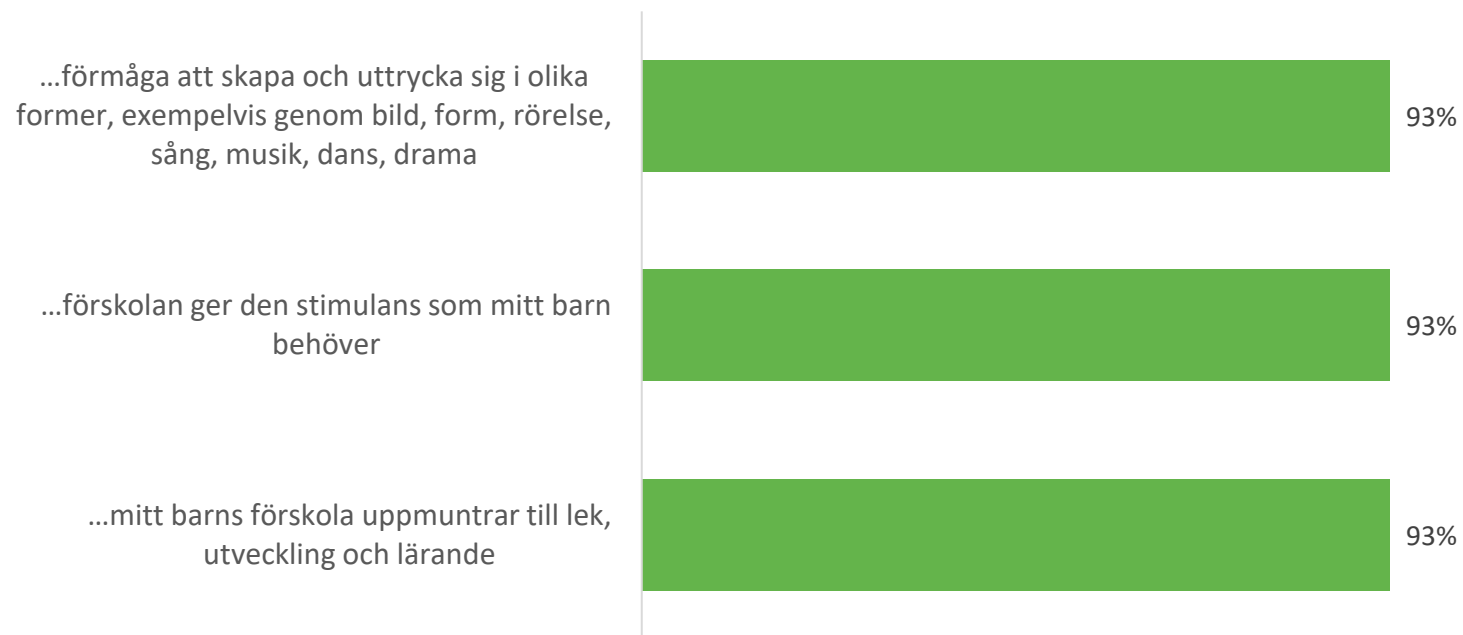 ...förmåga att skapa och uttrycka sig i olika
former, exempelvis genom bild, form, rörelse,
sång, musik, dans, drama
93%
...förskolan ger den stimulans som mitt barn
behöver
93%
...mitt barns förskola uppmuntrar till lek,
utveckling och lärande
93%